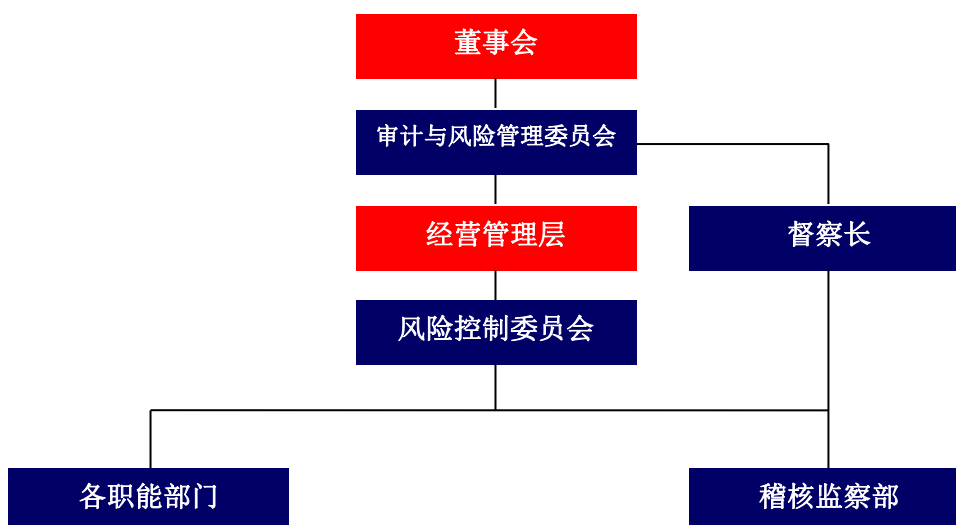 董事会
审计与风险管理委员会
经营管理层
督察长
风险控制委员会
各职能部门
稽核监察部